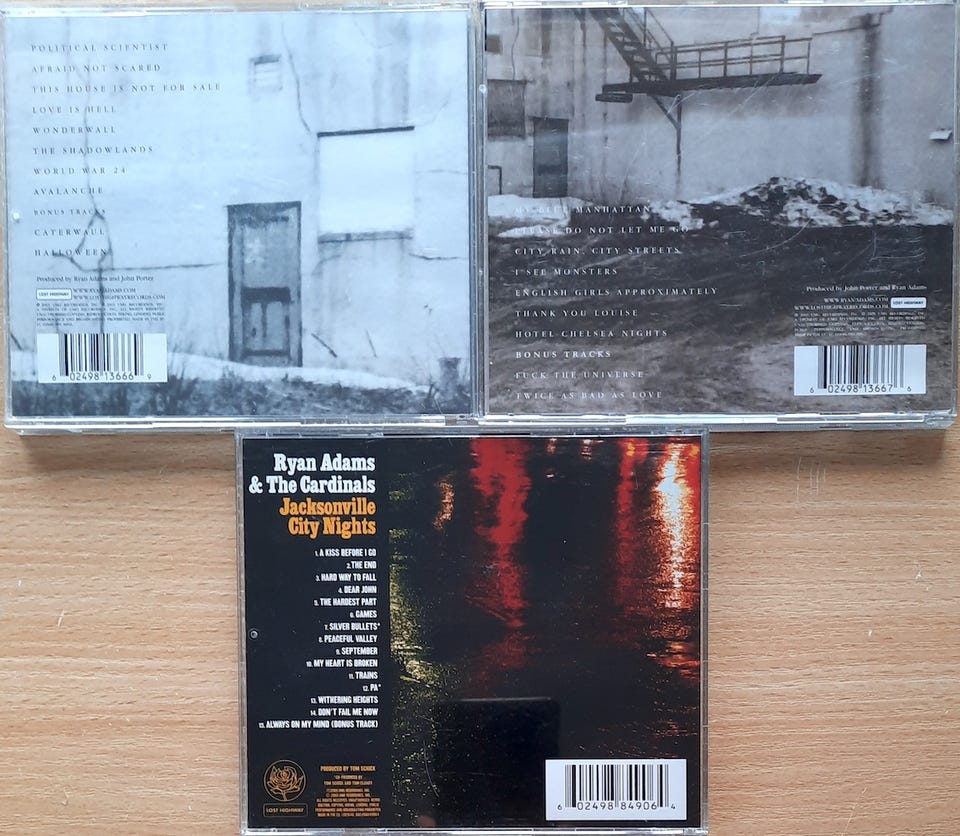 POLITICAL SCIENTIST
AFRAID NOT SCARED
THIS HOUSE IS NOT FOR SALE
LOVE IS HELL
WONDERWALL
THE SHADOWLANDS
WORLD WAR 24
AVALANCHE
BONUS TRACKS
CATERWAUL
HALLOWEEN
Produced by Ryan Adams and John Porter
LOST HIGHWAY
WWW.RYANADAMS.COM
WWW.LOSTHIGHWAYRECORDS.COM
6 02498 13666 9
MY BLUE MANHATTAN
PLEASE DO NOT LET ME GO
CITY RAIN, CITY STREETS
I SEE MONSTERS
ENGLISH GIRLS APPROXIMATELY
THANK YOU LOUISE
HOTEL CHELSEA NIGHTS
BONUS TRACKS
FUCK THE UNIVERSE
TWICE AS BAD AS LOVE
Produced by John Porter and Ryan Adams
WWW.RYANADAMS.COM
WWW.LOSTHIGHWAYRECORDS.COM
LOST HIGHWAY
6 02498 13667 6
Ryan Adams
& The Cardinals
Jacksonville
City Nights
1. A KISS BEFORE I GO
2. THE END
3. HARD WAY TO FALL
4. DEAR JOHN
5. THE HARDEST PART
6. GAMES
7. SILVER BULLETS*
8. PEACEFUL VALLEY
9. SEPTEMBER
10. MY HEART IS BROKEN
11. TRAINS
12. PA*
13. WITHERING HEIGHTS
14. DON'T FAIL ME NOW
15. ALWAYS ON MY MIND (BONUS TRACK)
PRODUCED BY TOM SCHICK
*CO-PRODUCED BY
LOST HIGHWAY
6 02498 84906 4